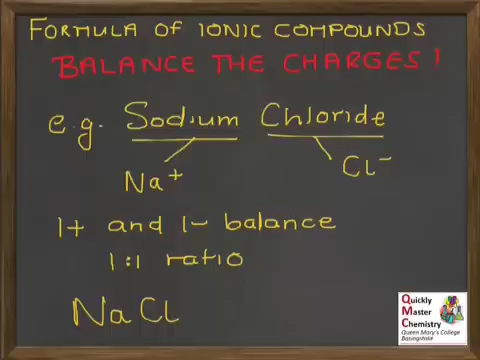 FORMULA OF IONIC COMPOUNDS
BALANCE THE CHARGES !
e.g. Sodium Chloride
Na⁺ Cl⁻
1+ and 1- balance
1:1 ratio
NaCl
Quickly
Master
Chemistry
Queen Mary's College
Basingstoke